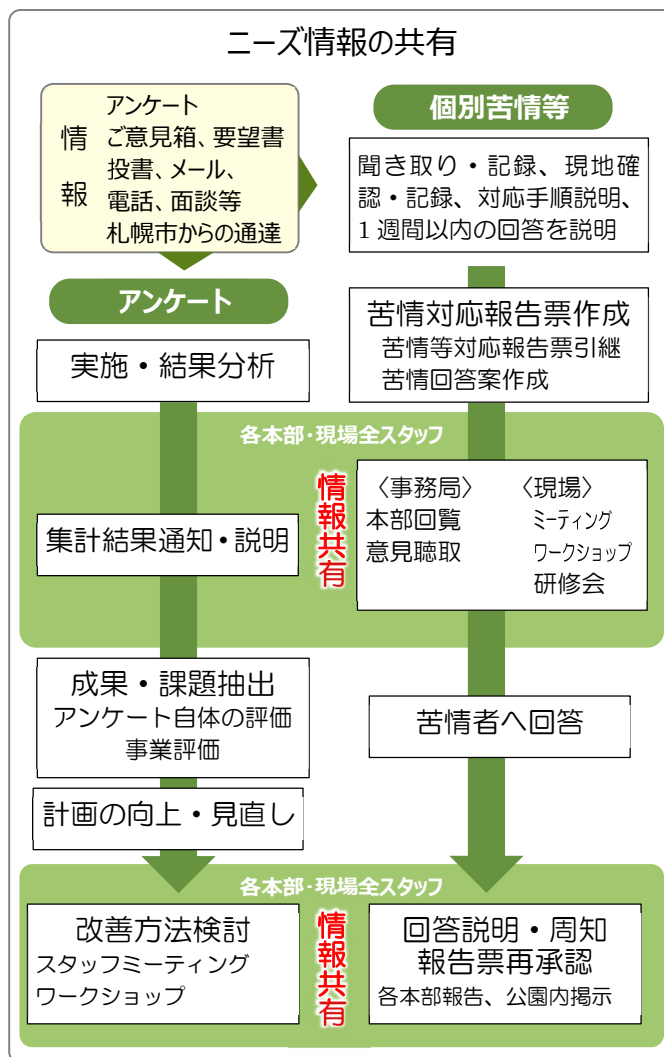 ニーズ情報の共有
情報
アンケート
ご意見箱、要望書
投書、メール、
電話、面談等
札幌市からの通達
アンケート
実施・結果分析
個別苦情等
聞き取り・記録、現地確
認・記録、対応手順説明、
1週間以内の回答を説明
苦情対応報告票作成
苦情等対応報告票引継
苦情回答案作成
各本部・現場全スタッフ
集計結果通知・説明
情報共有
〈事務局〉 〈現場〉
本部回覧 ミーティング
意見聴取 ワークショップ
研修会
成果・課題抽出
アンケート自体の評価
事業評価
計画の向上・見直し
苦情者へ回答
各本部・現場全スタッフ
改善方法検討
スタッフミーティング
ワークショップ
情報共有
回答説明・周知
報告票再承認
各本部報告、公園内掲示